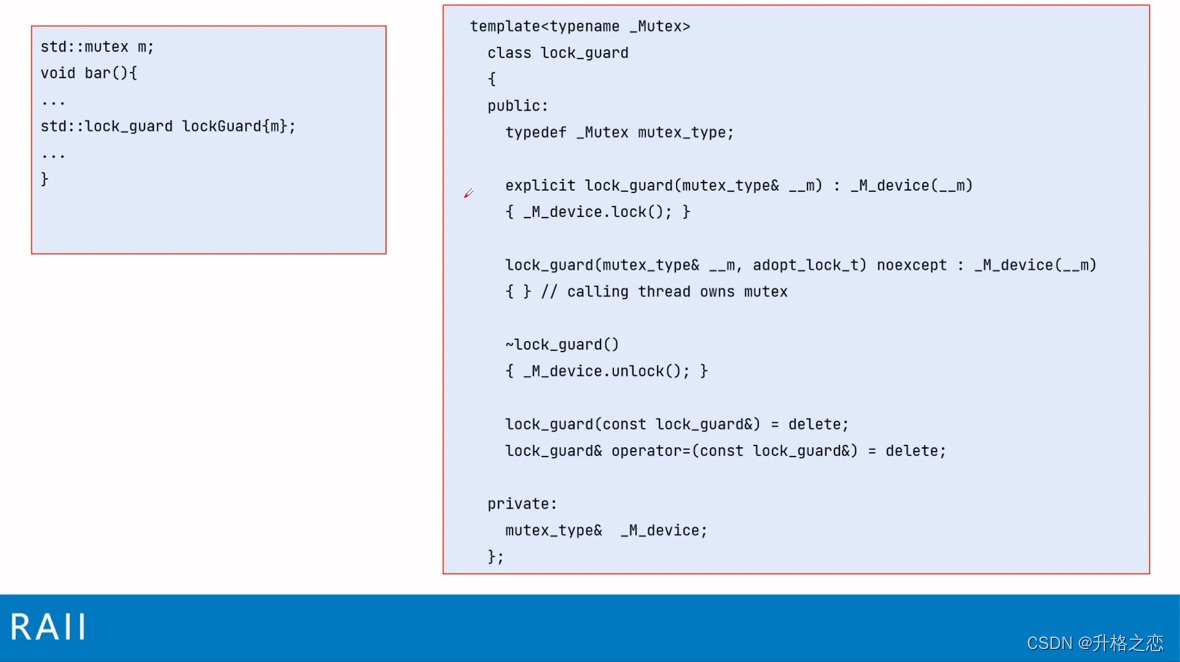 std::mutex m;
void bar(){
...
std::lock_guard lockGuard{m};
...
}
template<typename _Mutex>
class lock_guard
{
public:
typedef _Mutex mutex_type;
explicit lock_guard(mutex_type& __m) : _M_device(__m)
{ _M_device.lock(); }
lock_guard(mutex_type& __m, adopt_lock_t) noexcept : _M_device(__m)
{ } // calling thread owns mutex
~lock_guard()
{ _M_device.unlock(); }
lock_guard(const lock_guard&) = delete;
lock_guard& operator=(const lock_guard&) = delete;
private:
mutex_type&  _M_device;
};
RAII
CSDN @升格之恋